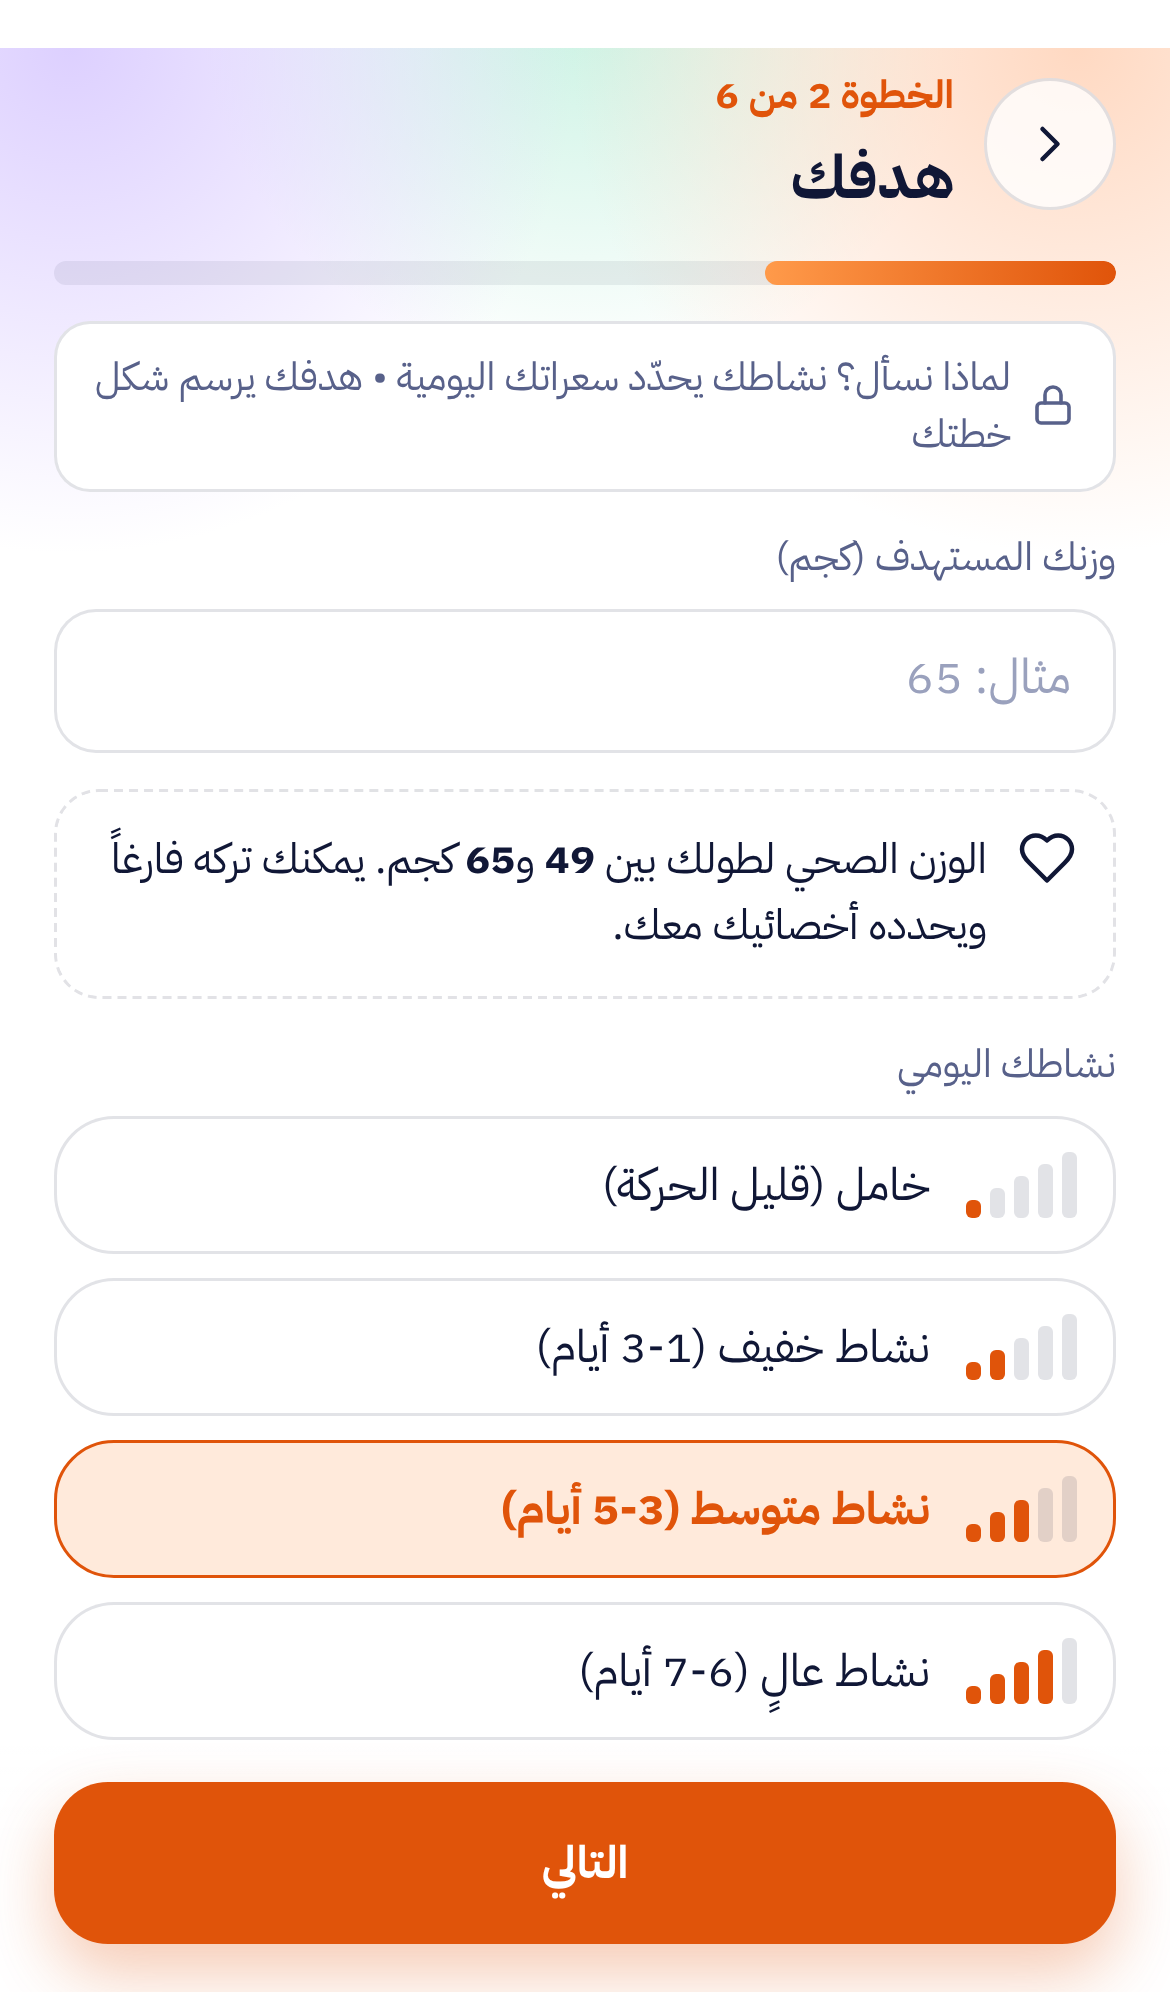 الخطوة 2 من 6
هدفك
لماذا نسأل؟ نشاطك يحدّد سعراتك اليومية • هدفك يرسم شكل
خطتك
وزنك المستهدف (كجم)
مثال: 65
الوزن الصحي لطولك بين 49 و65 كجم. يمكنك تركه فارغاً
ويحدده أخصائيك معك.
نشاطك اليومي
خامل (قليل الحركة)
نشاط خفيف (1-3 أيام)
نشاط متوسط (3-5 أيام)
نشاط عالٍ (6-7 أيام)
التالي